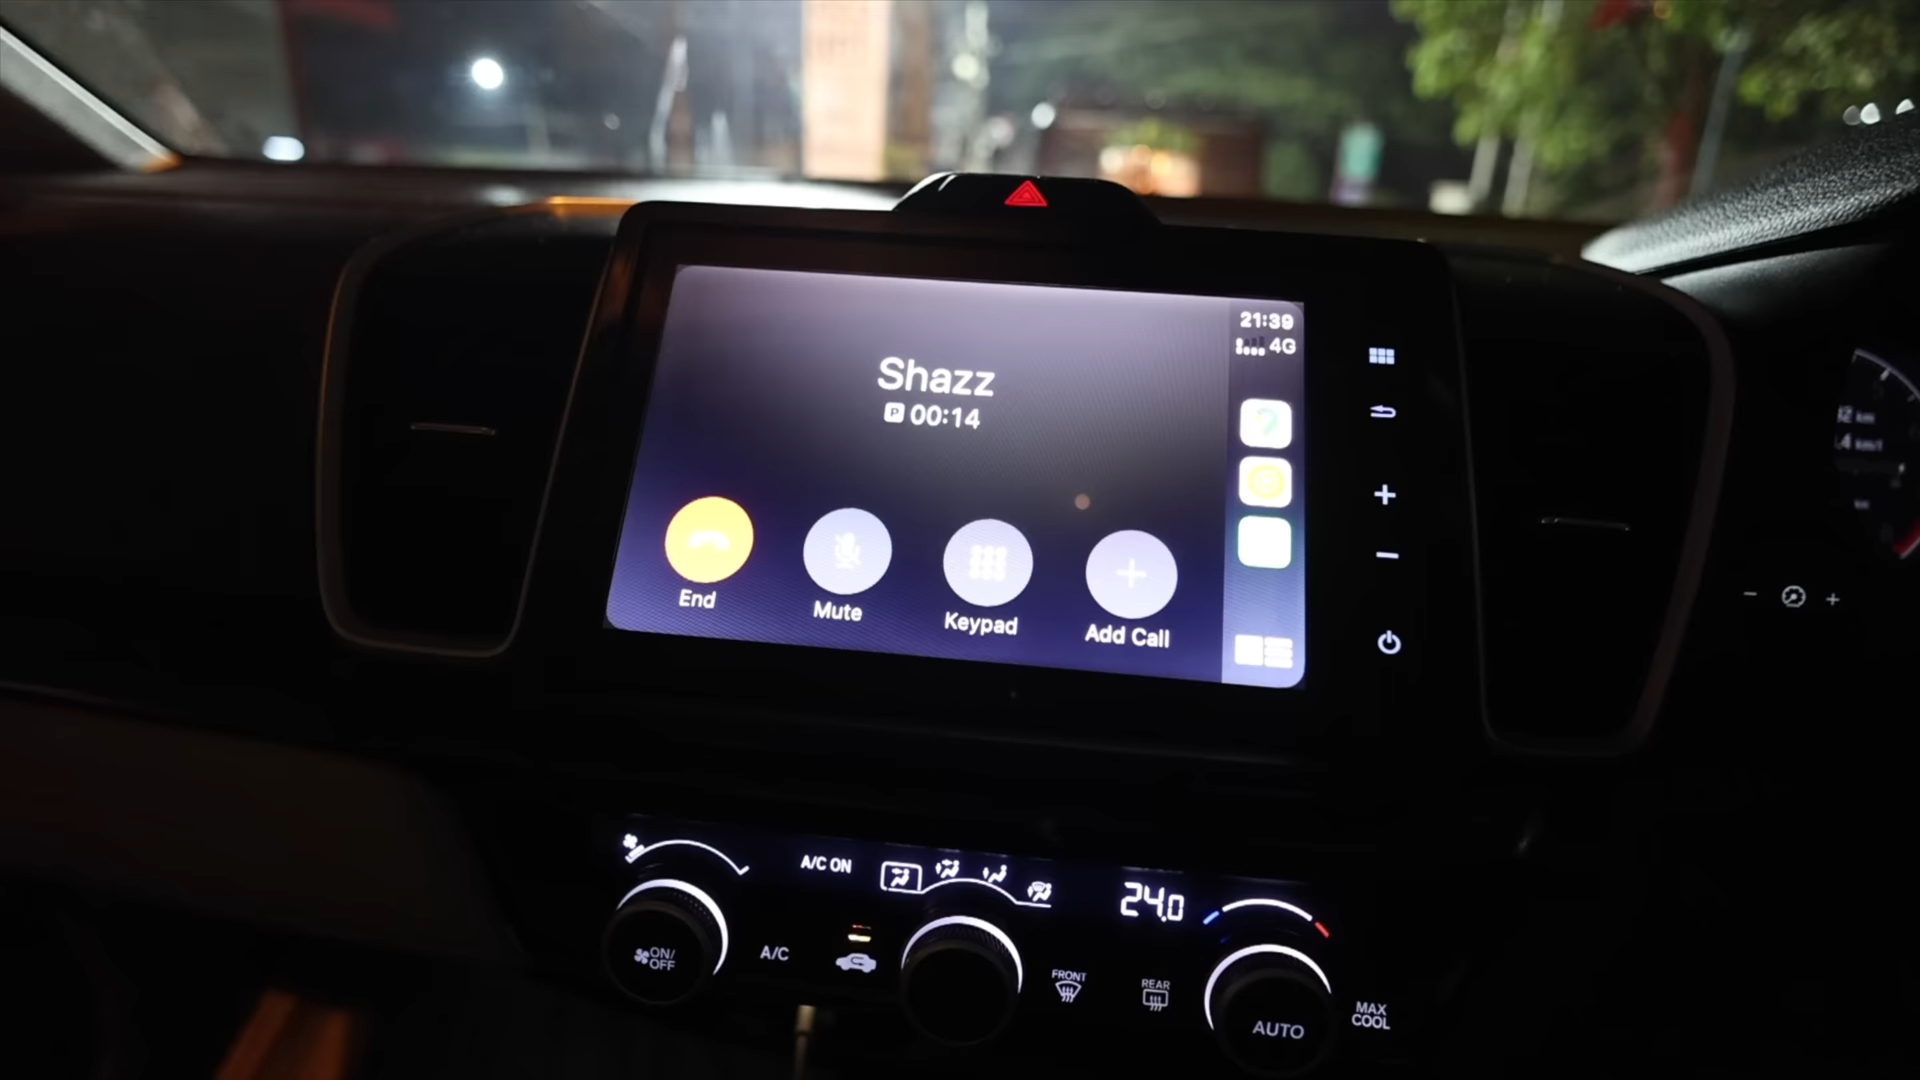 21:39
4G
Shazz
P 00:14
End
Mute
Keypad
Add Call
km
A/C ON
24.0
ON/
OFF
A/C
FRONT
REAR
AUTO
MAX
COOL